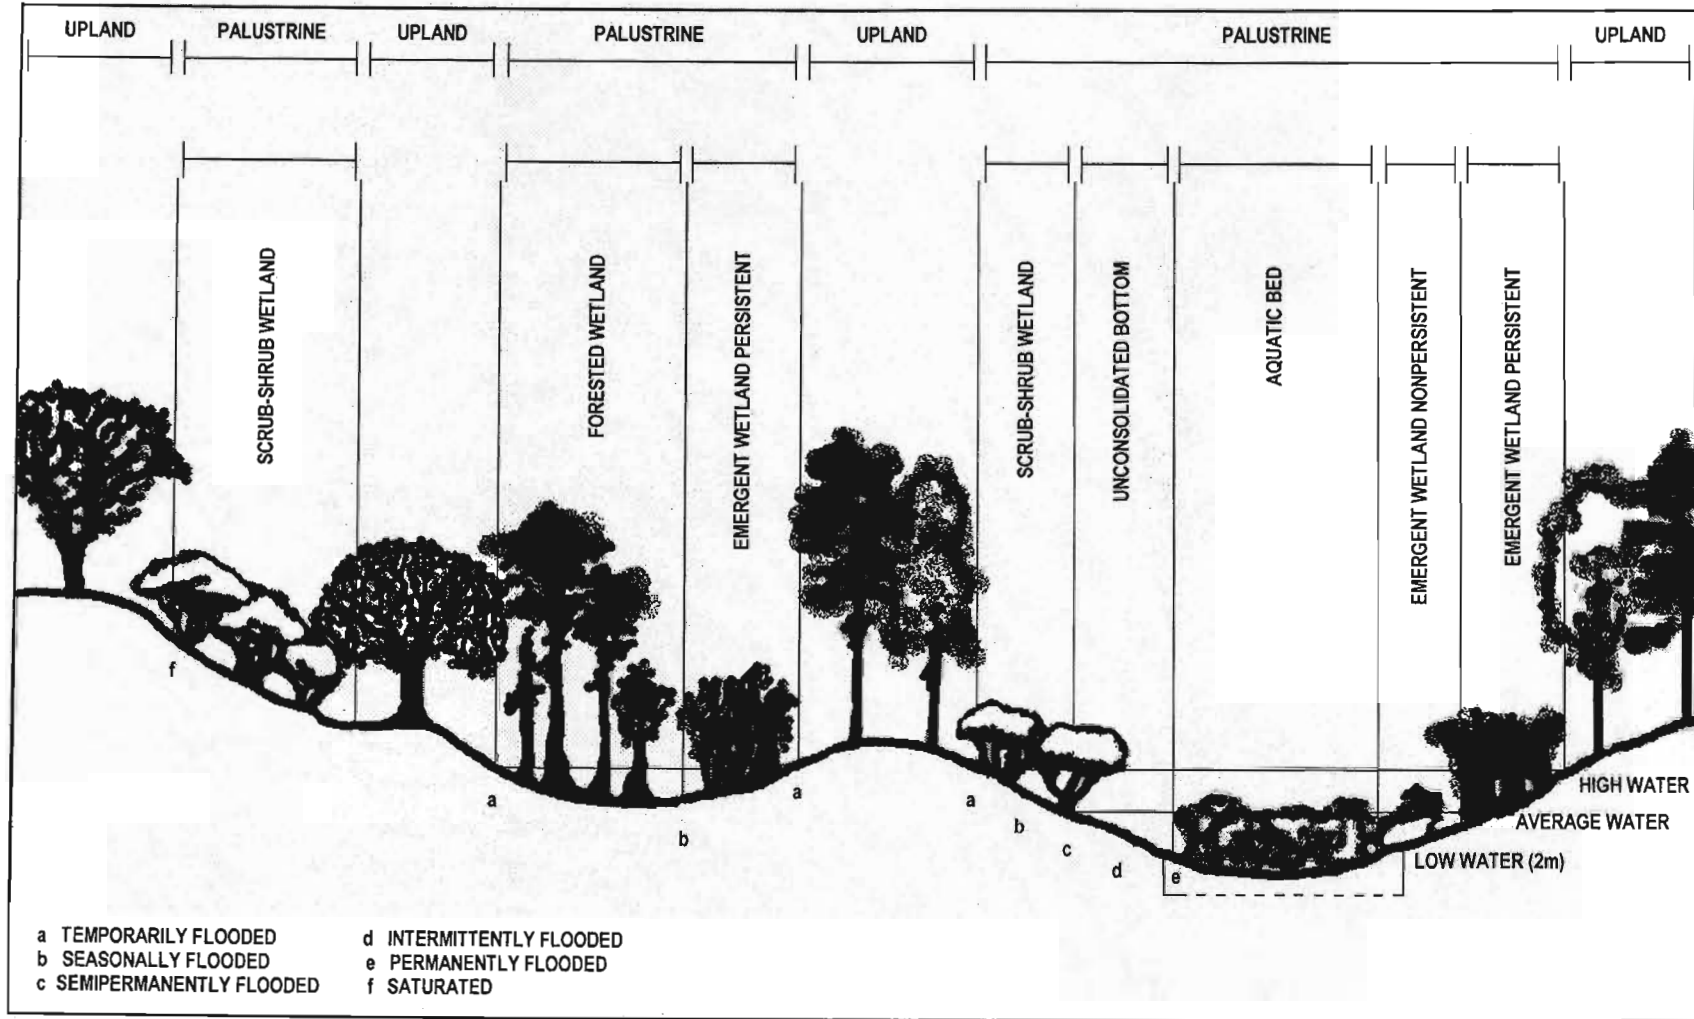 UPLAND
PALUSTRINE
UPLAND
PALUSTRINE
UPLAND
PALUSTRINE
UPLAND
SCRUB-SHRUB WETLAND
FORESTED WETLAND
EMERGENT WETLAND PERSISTENT
SCRUB-SHRUB WETLAND
UNCONSOLIDATED BOTTOM
AQUATIC BED
EMERGENT WETLAND NONPERSISTENT
EMERGENT WETLAND PERSISTENT
f
a
b
a
a
b
c
d
e
HIGH WATER
AVERAGE WATER
LOW WATER (2m)
a TEMPORARILY FLOODED
b SEASONALLY FLOODED
c SEMIPERMANENTLY FLOODED
d INTERMITTENTLY FLOODED
e PERMANENTLY FLOODED
f SATURATED